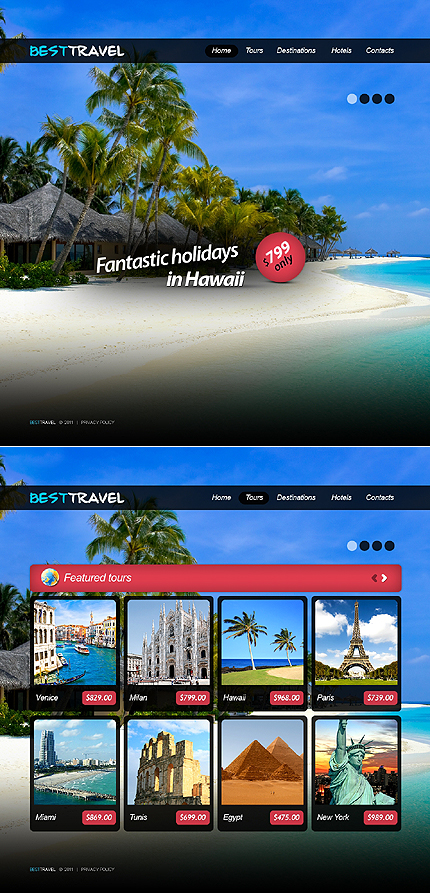 BESTTRAVEL
Home Tours Destinations Hotels Contacts
Fantastic holidays
in Hawaii
$799
only
BESTTRAVEL © 2011 | PRIVACY POLICY
BESTTRAVEL
Home Tours Destinations Hotels Contacts
Featured tours
Venice $829.00 Milan $799.00 Hawaii $968.00 Paris $739.00
Miami $869.00 Tunis $699.00 Egypt $475.00 New York $989.00
BESTTRAVEL © 2011 | PRIVACY POLICY